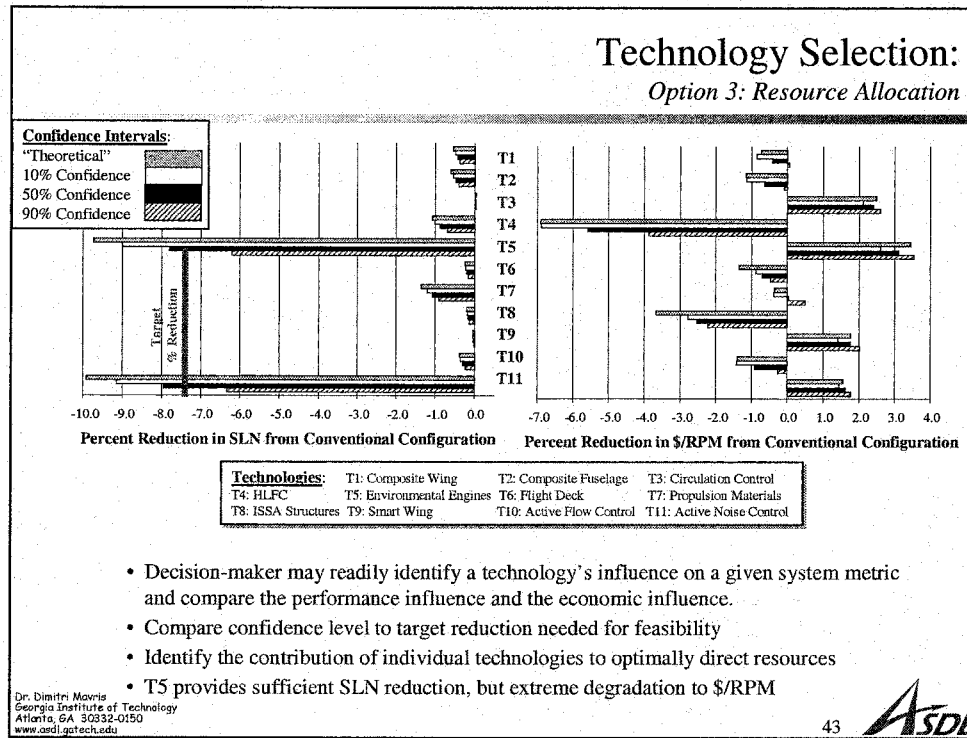 Technology Selection:
Option 3: Resource Allocation
Confidence Intervals:
"Theoretical"
10% Confidence
50% Confidence
90% Confidence
Target
% Reduction
T1
T2
T3
T4
T5
T6
T7
T8
T9
T10
T11
-10.0 -9.0 -8.0 -7.0 -6.0 -5.0 -4.0 -3.0 -2.0 -1.0 0.0
Percent Reduction in SLN from Conventional Configuration
-7.0 -6.0 -5.0 -4.0 -3.0 -2.0 -1.0 0.0 1.0 2.0 3.0 4.0
Percent Reduction in $/RPM from Conventional Configuration
Technologies: T1: Composite Wing T2: Composite Fuselage T3: Circulation Control
T4: HLFC T5: Environmental Engines T6: Flight Deck T7: Propulsion Materials
T8: ISSA Structures T9: Smart Wing T10: Active Flow Control T11: Active Noise Control
• Decision-maker may readily identify a technology's influence on a given system metric
and compare the performance influence and the economic influence.
• Compare confidence level to target reduction needed for feasibility
• Identify the contribution of individual technologies to optimally direct resources
• T5 provides sufficient SLN reduction, but extreme degradation to $/RPM
Dr. Dimitri Mavris
Georgia Institute of Technology
Atlanta, GA 30332-0150
www.asdl.gatech.edu
43
ASDL